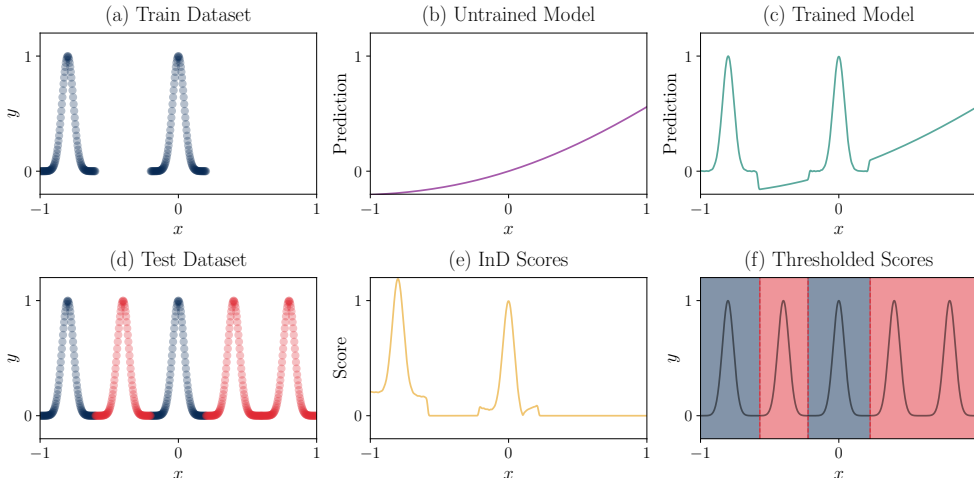 (a) Train Dataset
1
0
y
−1
0
1
x
(b) Untrained Model
1
0
Prediction
−1
0
1
x
(c) Trained Model
1
0
Prediction
−1
0
x
(d) Test Dataset
1
0
y
−1
0
1
x
(e) InD Scores
1
0
Score
−1
0
1
x
(f) Thresholded Scores
1
0
y
−1
0
x